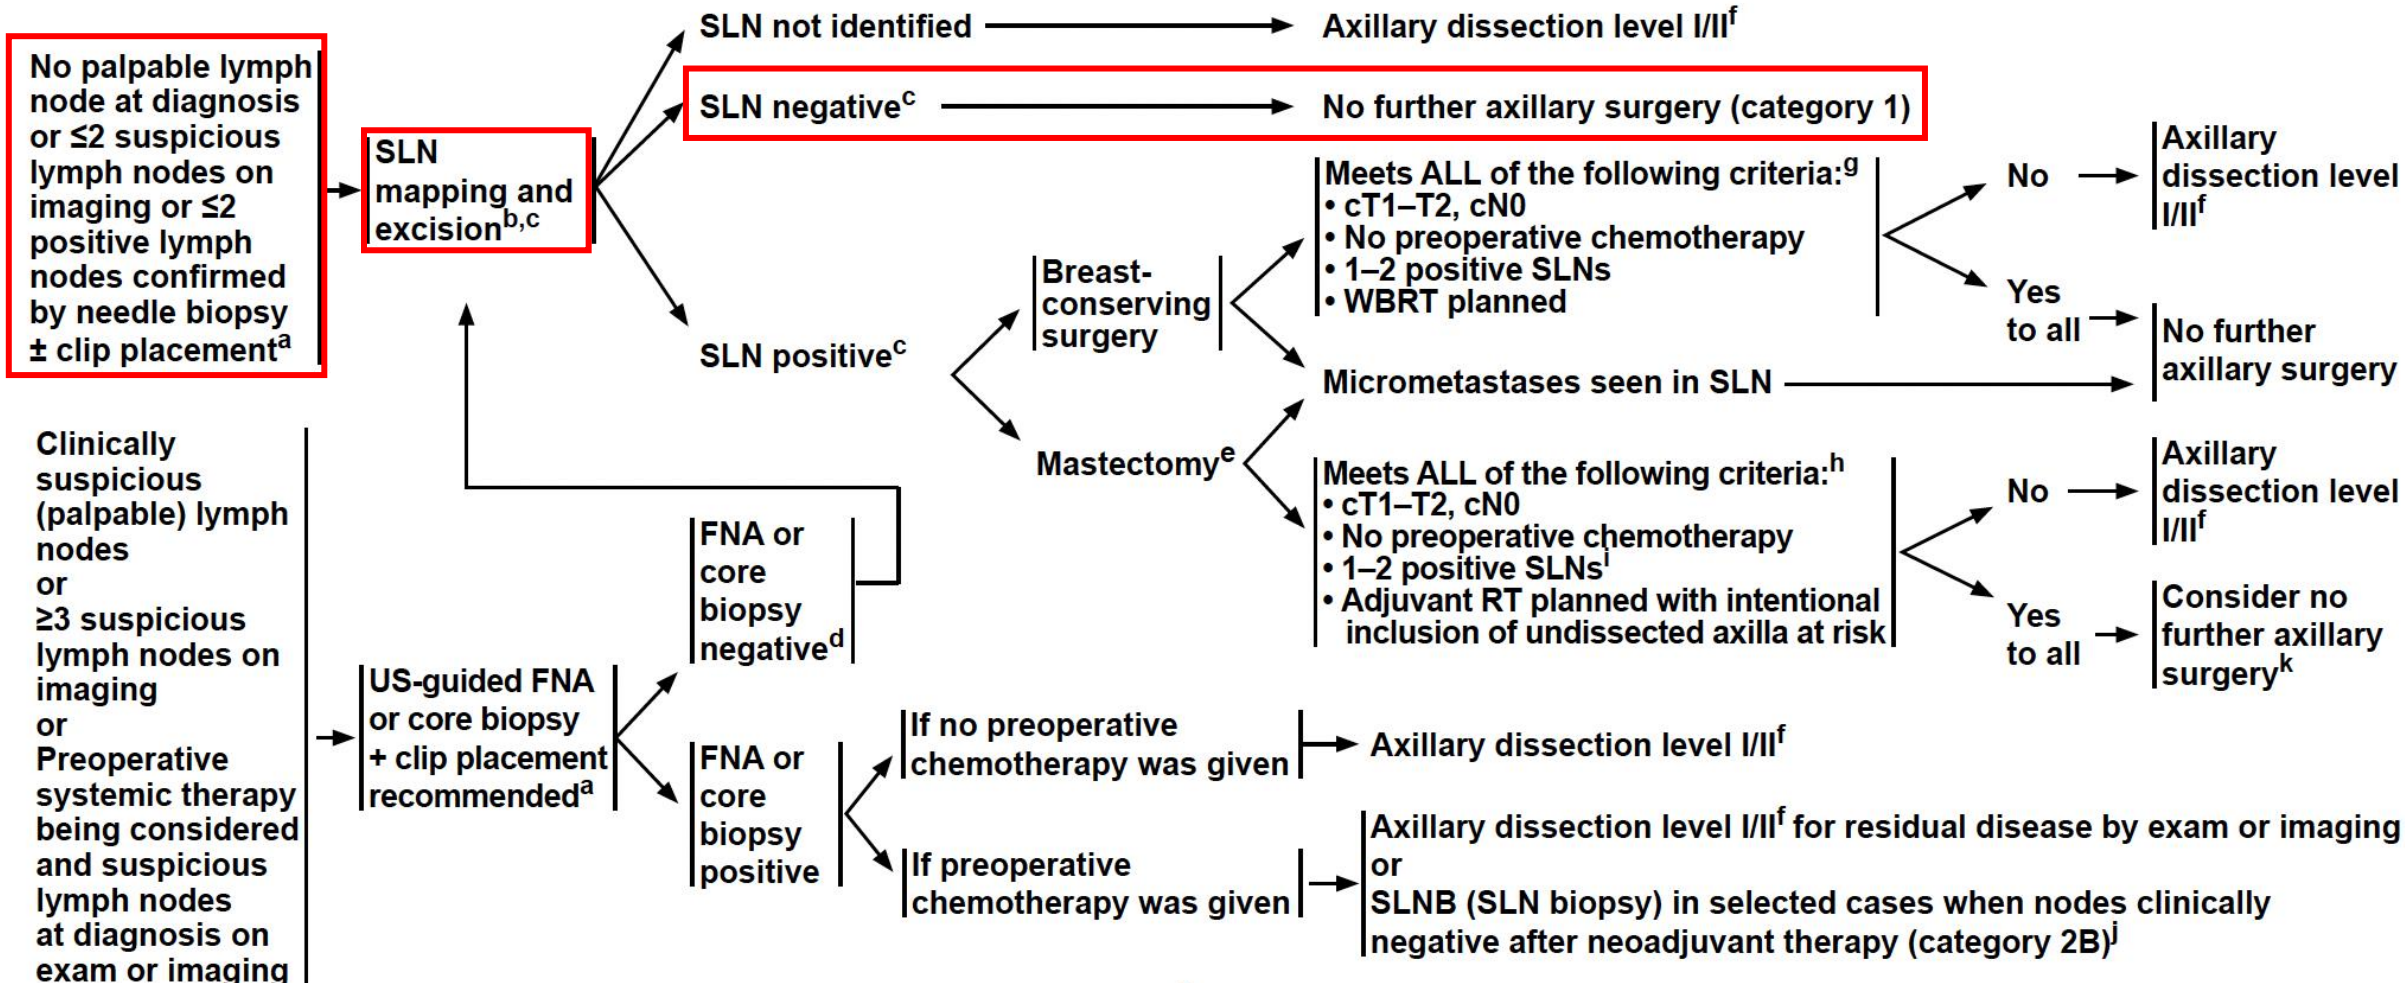 SLN not identified
Axillary dissection level I/IIf
No palpable lymph
node at diagnosis
or ≤2 suspicious
lymph nodes on
imaging or ≤2
positive lymph
nodes confirmed
by needle biopsy
± clip placementa
SLN
mapping and
excisionb,c
SLN negativec
No further axillary surgery (category 1)
SLN positivec
Breast-
conserving
surgery
Meets ALL of the following criteria:g
• cT1–T2, cN0
• No preoperative chemotherapy
• 1–2 positive SLNs
• WBRT planned
No
Axillary
dissection level
I/IIf
Yes
to all
No further
axillary surgery
Micrometastases seen in SLN
Mastectomye
Meets ALL of the following criteria:h
• cT1–T2, cN0
• No preoperative chemotherapy
• 1–2 positive SLNsi
• Adjuvant RT planned with intentional
inclusion of undissected axilla at risk
No
Axillary
dissection level
I/IIf
Yes
to all
Consider no
further axillary
surgeryk
Clinically
suspicious
(palpable) lymph
nodes
or
≥3 suspicious
lymph nodes on
imaging
or
Preoperative
systemic therapy
being considered
and suspicious
lymph nodes
at diagnosis on
exam or imaging
US-guided FNA
or core biopsy
+ clip placement
recommendeda
FNA or
core
biopsy
negatived
FNA or
core
biopsy
positive
If no preoperative
chemotherapy was given
Axillary dissection level I/IIf
If preoperative
chemotherapy was given
Axillary dissection level I/IIf for residual disease by exam or imaging
or
SLNB (SLN biopsy) in selected cases when nodes clinically
negative after neoadjuvant therapy (category 2B)j